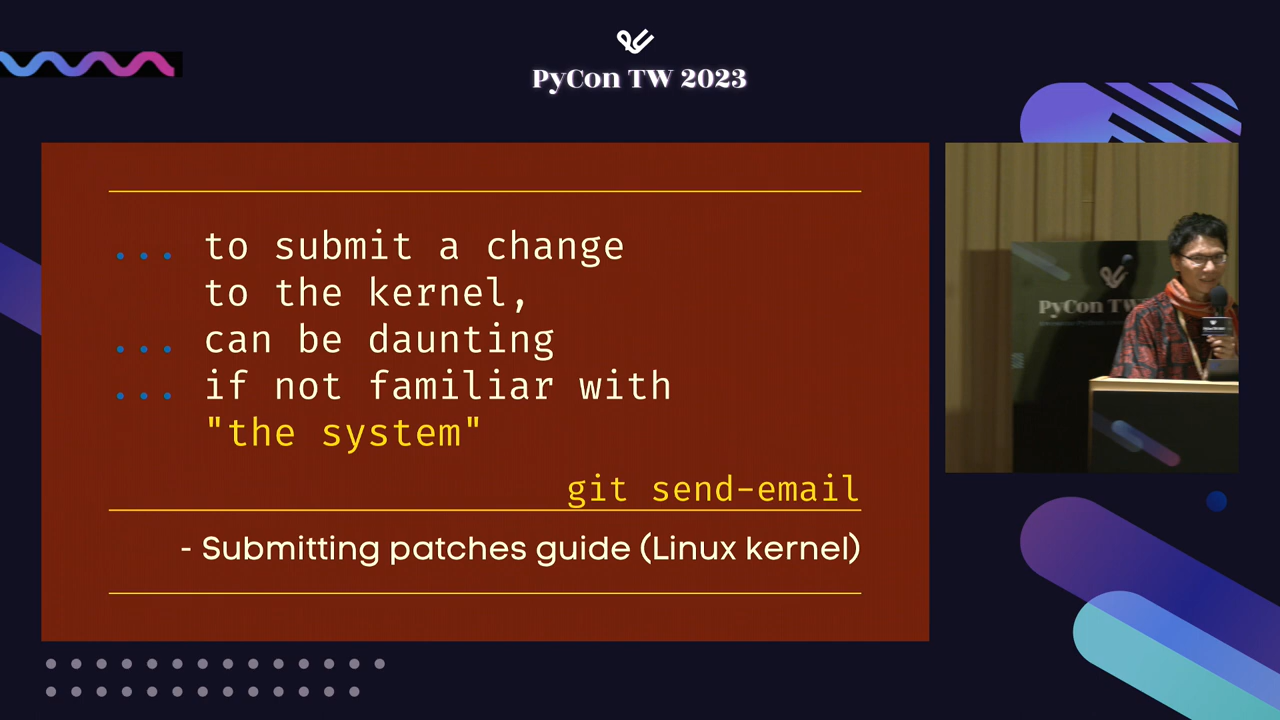 PyCon TW 2023
... to submit a change
to the kernel,
... can be daunting
... if not familiar with
"the system"
git send-email
- Submitting patches guide (Linux kernel)
PyCon TW